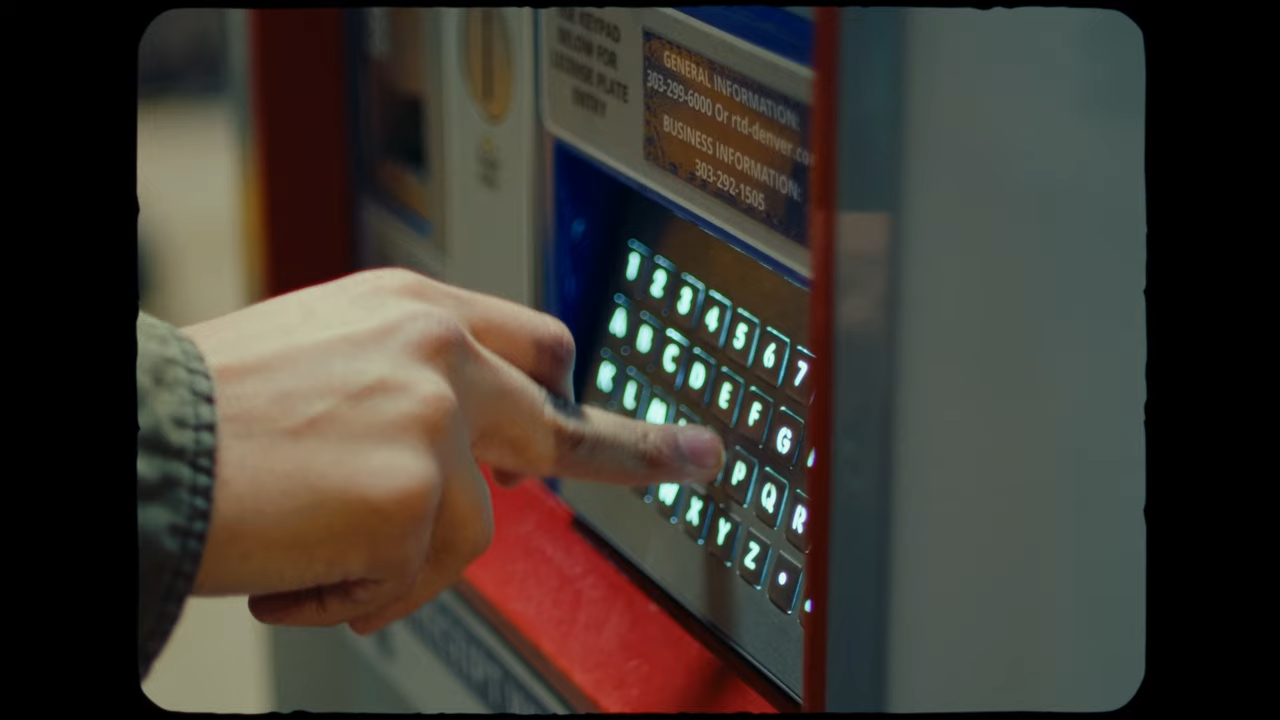 KEYPAD
BELOW FOR
LICENSE PLATE
ENTRY
GENERAL INFORMATION:
303-299-6000 Or rtd-denver.co
BUSINESS INFORMATION:
303-292-1505
1 2 3 4 5 6 7
A B C D E F G
K L M P Q R
W X Y Z